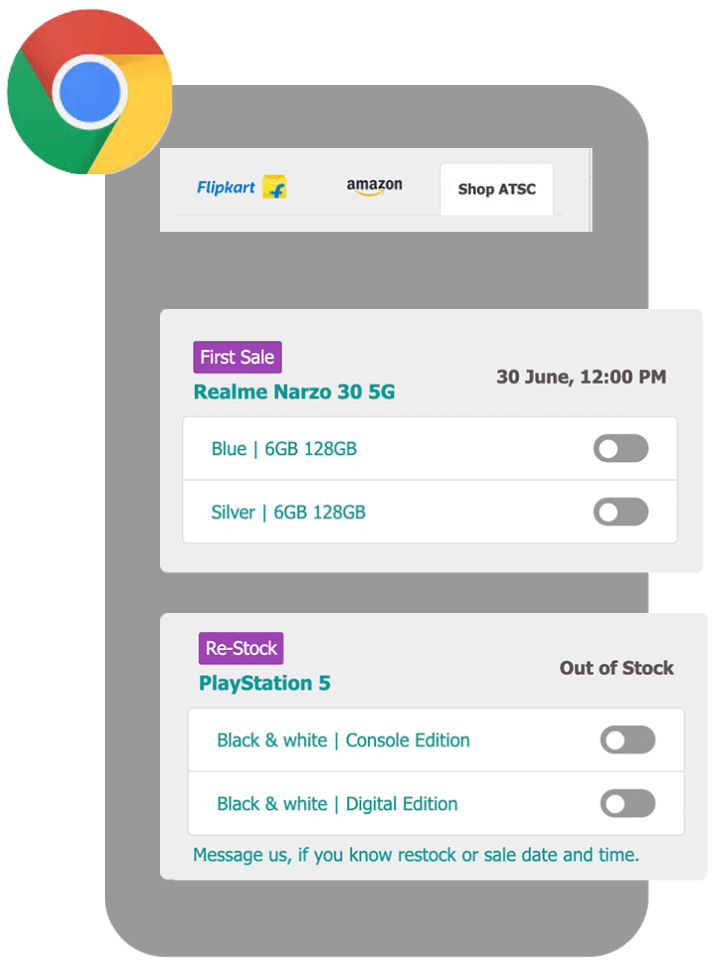 Flipkart
amazon
Shop ATSC
First Sale
Realme Narzo 30 5G
30 June, 12:00 PM
Blue | 6GB 128GB
Silver | 6GB 128GB
Re-Stock
PlayStation 5
Out of Stock
Black & white | Console Edition
Black & white | Digital Edition
Message us, if you know restock or sale date and time.